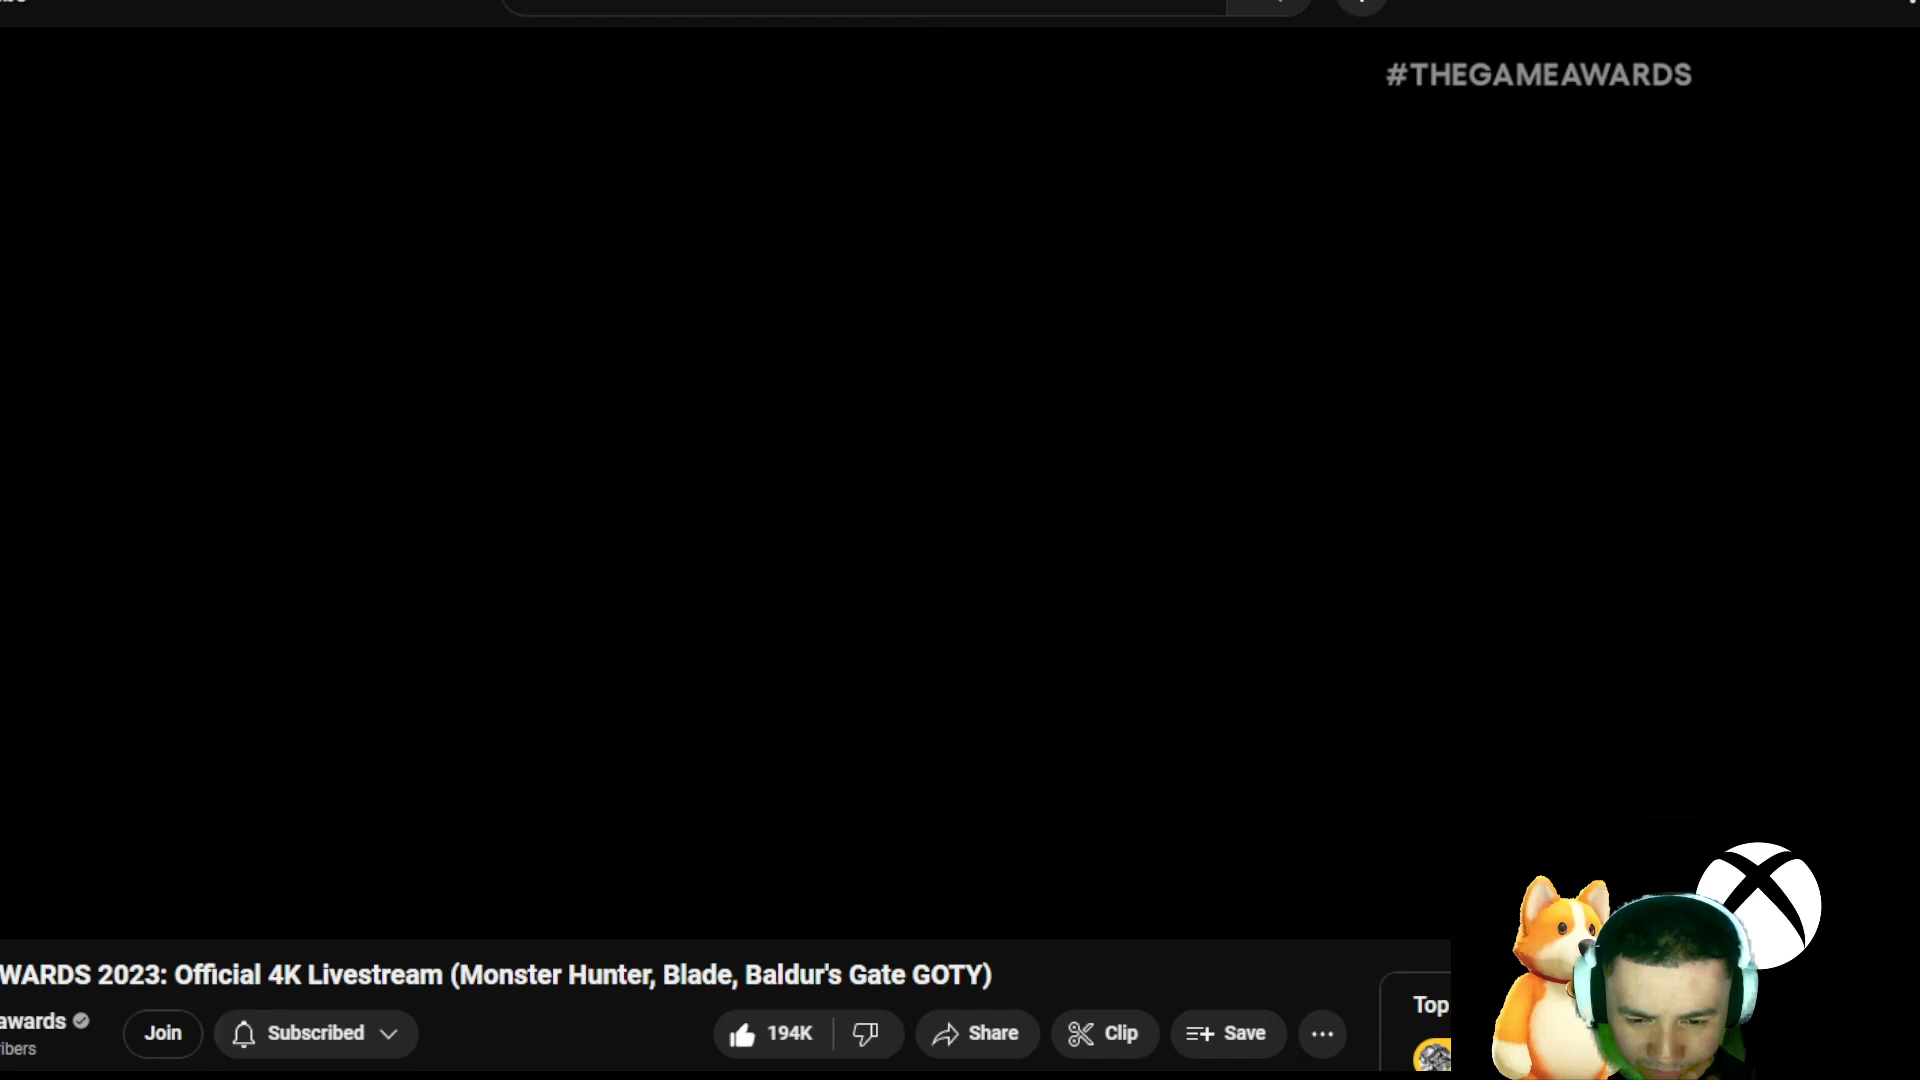 #THEGAMEAWARDS
WARDS 2023: Official 4K Livestream (Monster Hunter, Blade, Baldur's Gate GOTY)
awards
ibers
Join
Subscribed
194K
Share
Clip
Save
Top